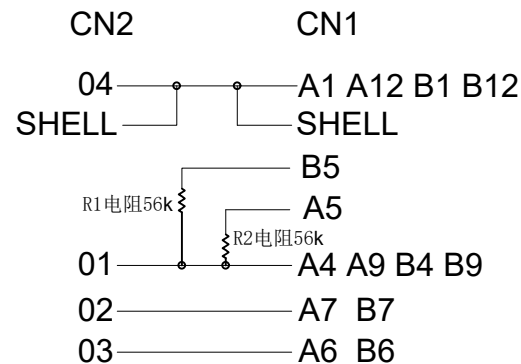 CN2 CN1
04 A1 A12 B1 B12
SHELL SHELL
B5
R1电阻56k A5
R2电阻56k
01 A4 A9 B4 B9
02 A7 B7
03 A6 B6